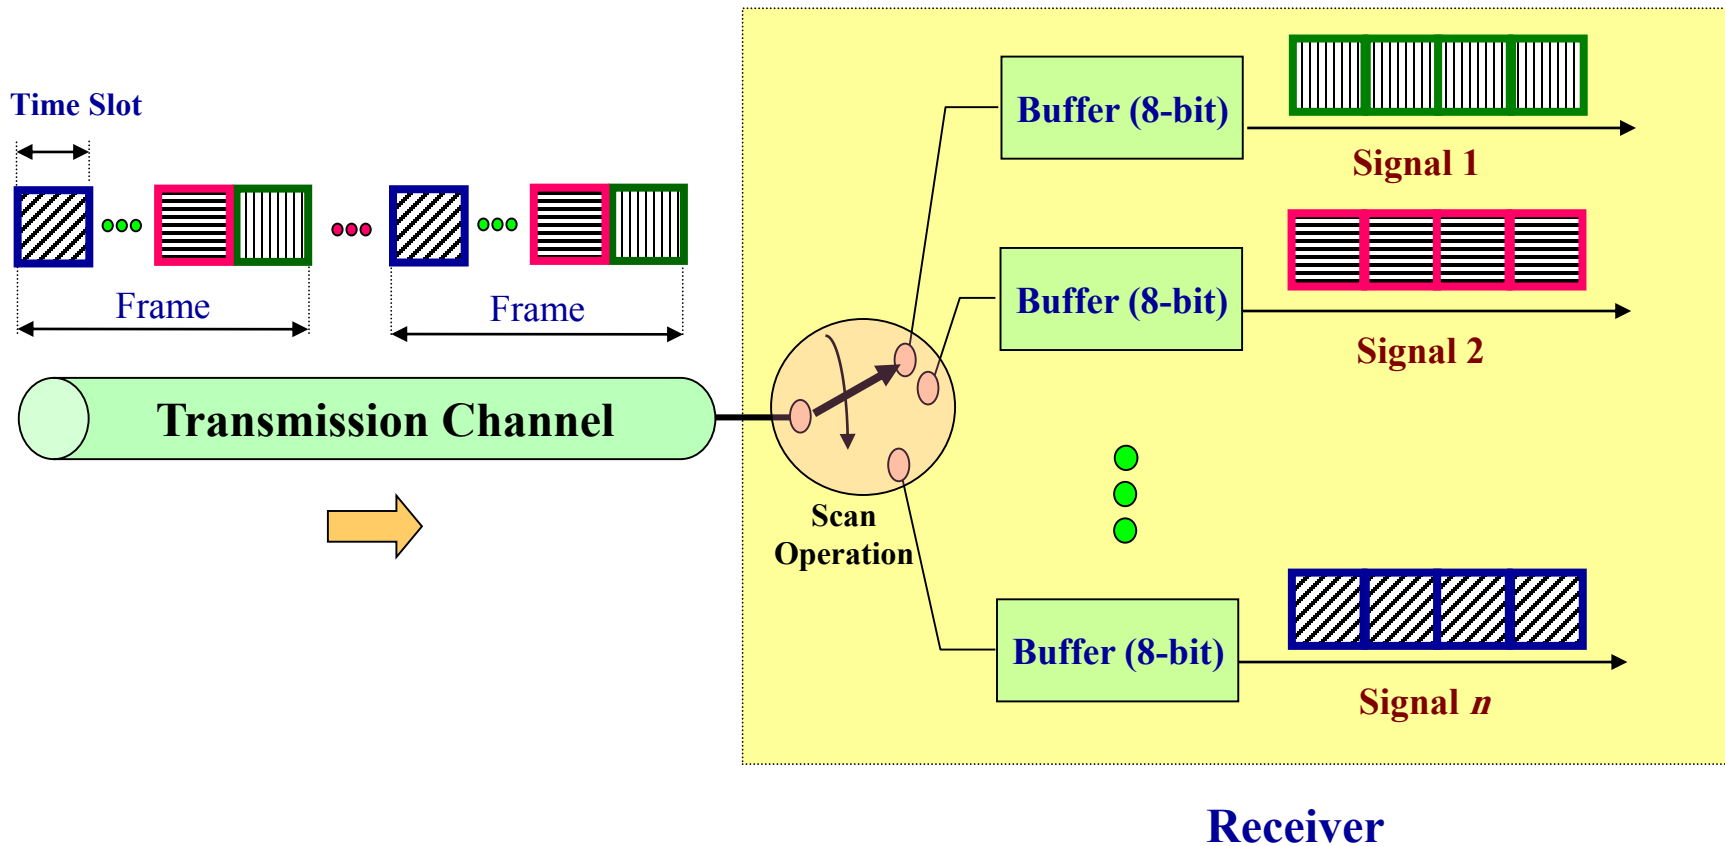 Time Slot
Frame
Frame
Transmission Channel
Scan
Operation
Buffer (8-bit)
Signal 1
Buffer (8-bit)
Signal 2
Buffer (8-bit)
Signal n
Receiver